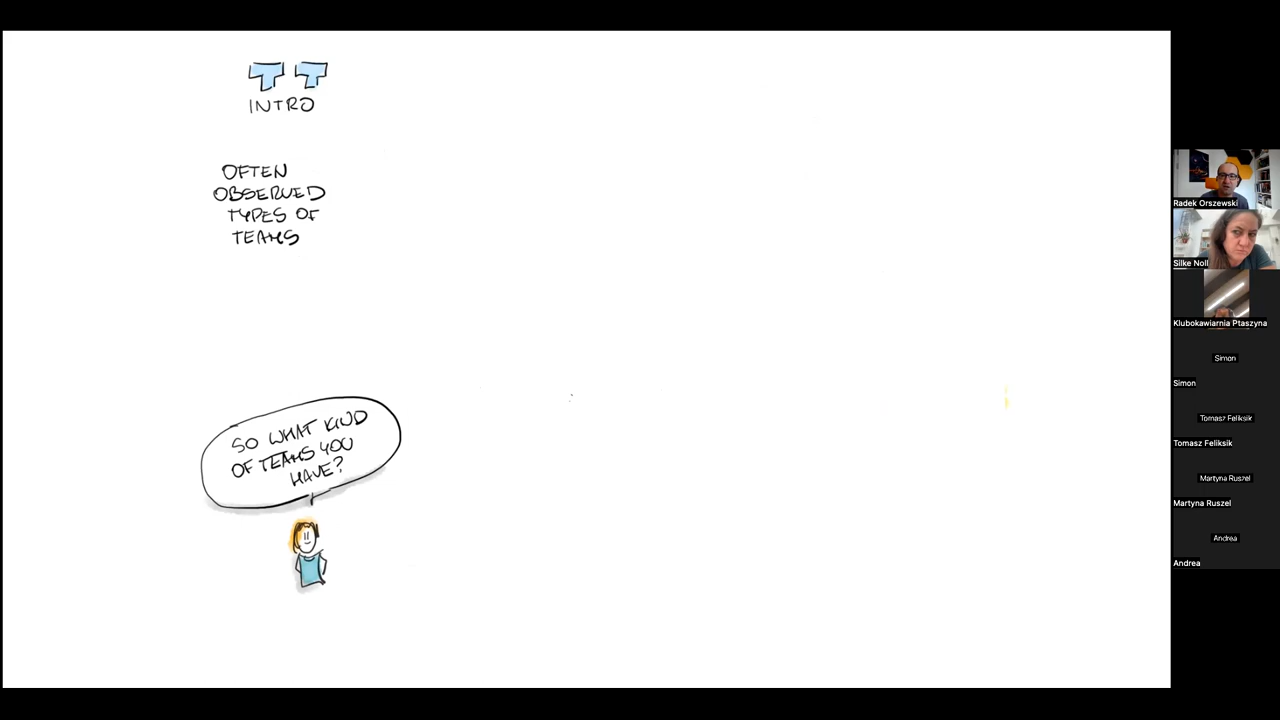 TT
INTRO
OFTEN
OBSERVED
TYPES OF
TEAMS
SO WHAT KIND
OF TEAMS YOU
HAVE?
Radek Orszewski
Silke Noll
Klubokawiarnia Ptaszyna
Simon
Simon
Tomasz Feliksik
Tomasz Feliksik
Martyna Ruszel
Martyna Ruszel
Andrea
Andrea